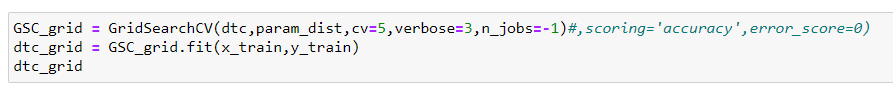 GSC_grid = GridSearchCV(dtc,param_dist,cv=5,verbose=3,n_jobs=-1)#,scoring='accuracy',error_score=0)
dtc_grid = GSC_grid.fit(x_train,y_train)
dtc_grid